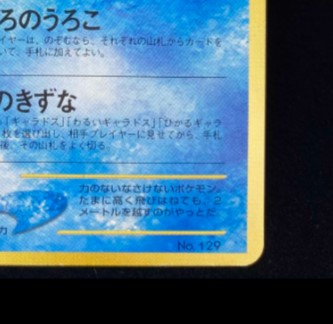 ろのうろこ
イヤーは、のぞむなら、それぞれの山札からカードを
いて、手札に加えてよい。
のきずな
「ギャラドス」「わるいギャラドス」「ひかるギャラ
枚を選び出し、相手プレイヤーに見せてから、手札
後、その山札をよく切る。
力のないなさけないポケモン。
たまに高く飛びはねても、2
メートルを越すのがやっとだ
力
No. 129